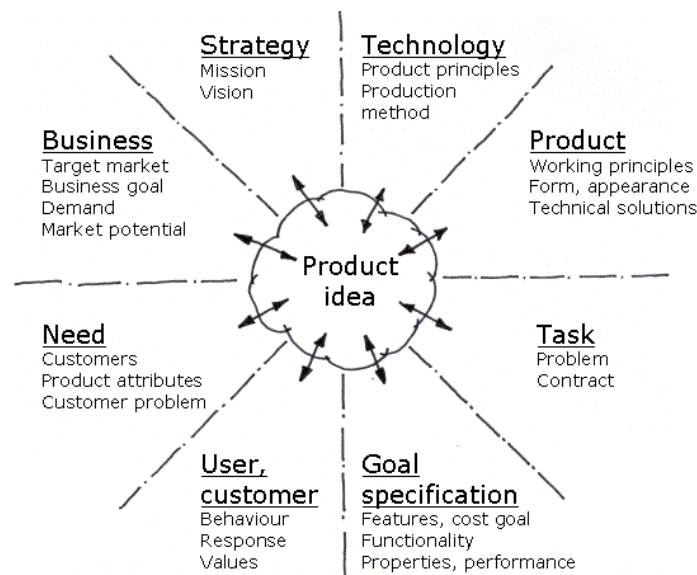 Strategy
Mission
Vision
Technology
Product principles
Production
method
Business
Target market
Business goal
Demand
Market potential
Product
Working principles
Form, appearance
Technical solutions
Product
idea
Need
Customers
Product attributes
Customer problem
Task
Problem
Contract
User,
customer
Behaviour
Response
Values
Goal
specification
Features, cost goal
Functionality
Properties, performance